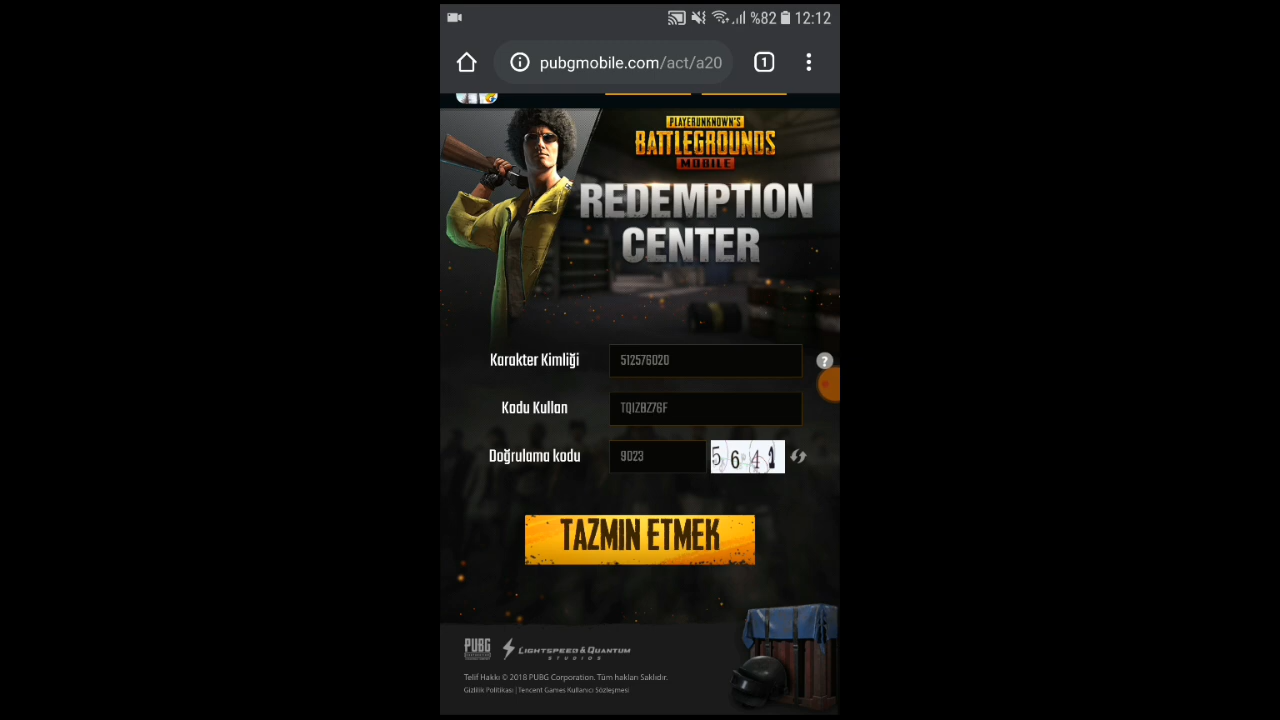 %82 12:12
1
pubgmobile.com/act/a20
PLAYERUNKNOWN'S
BATTLEGROUNDS
MOBILE
REDEMPTION
CENTER
Karakter Kimliği 512576020 ?
Kodu Kullan TQIZBZ76F
Doğrulama kodu 9023 5641
TAZMIN ETMEK
PUBG LIGHTSPEED & QUANTUM
STUDIOS
Telif Hakkı © 2018 PUBG Corporation. Tüm hakları Saklıdır.
Gizlilik Politikası | Tencent Games Kullanıcı Sözleşmesi